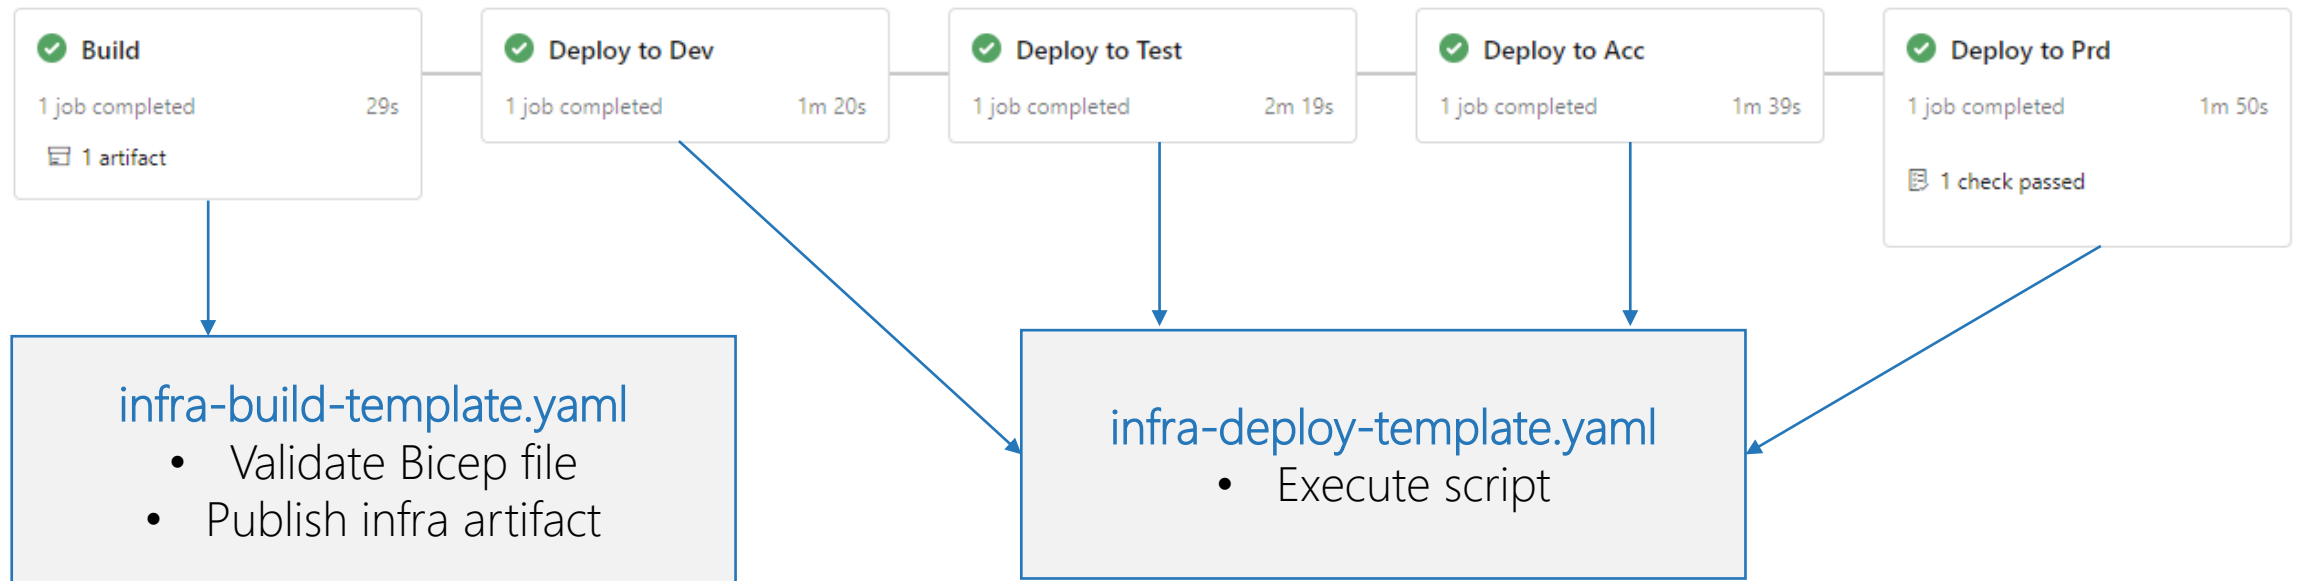 Build
1 job completed 29s
1 artifact
Deploy to Dev
1 job completed 1m 20s
Deploy to Test
1 job completed 2m 19s
Deploy to Acc
1 job completed 1m 39s
Deploy to Prd
1 job completed 1m 50s
1 check passed
infra-build-template.yaml
• Validate Bicep file
• Publish infra artifact
infra-deploy-template.yaml
• Execute script